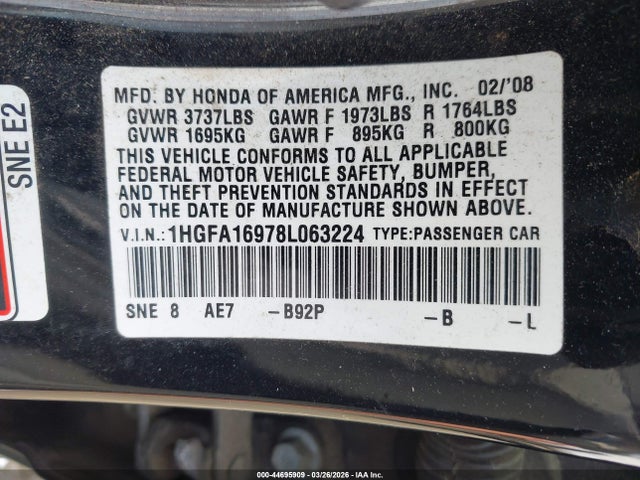 MFD. BY HONDA OF AMERICA MFG., INC. 02/'08
GVWR 3737LBS GAWR F 1973LBS R 1764LBS
GVWR 1695KG GAWR F 895KG R 800KG
THIS VEHICLE CONFORMS TO ALL APPLICABLE
FEDERAL MOTOR VEHICLE SAFETY, BUMPER,
AND THEFT PREVENTION STANDARDS IN EFFECT
ON THE DATE OF MANUFACTURE SHOWN ABOVE.
V.I.N.: 1HGFA16978L063224 TYPE:PASSENGER CAR
SNE 8 AE7 -B92P -B -L
SNE E2
000-44695909 | 03/26/2026 | IAA Inc.